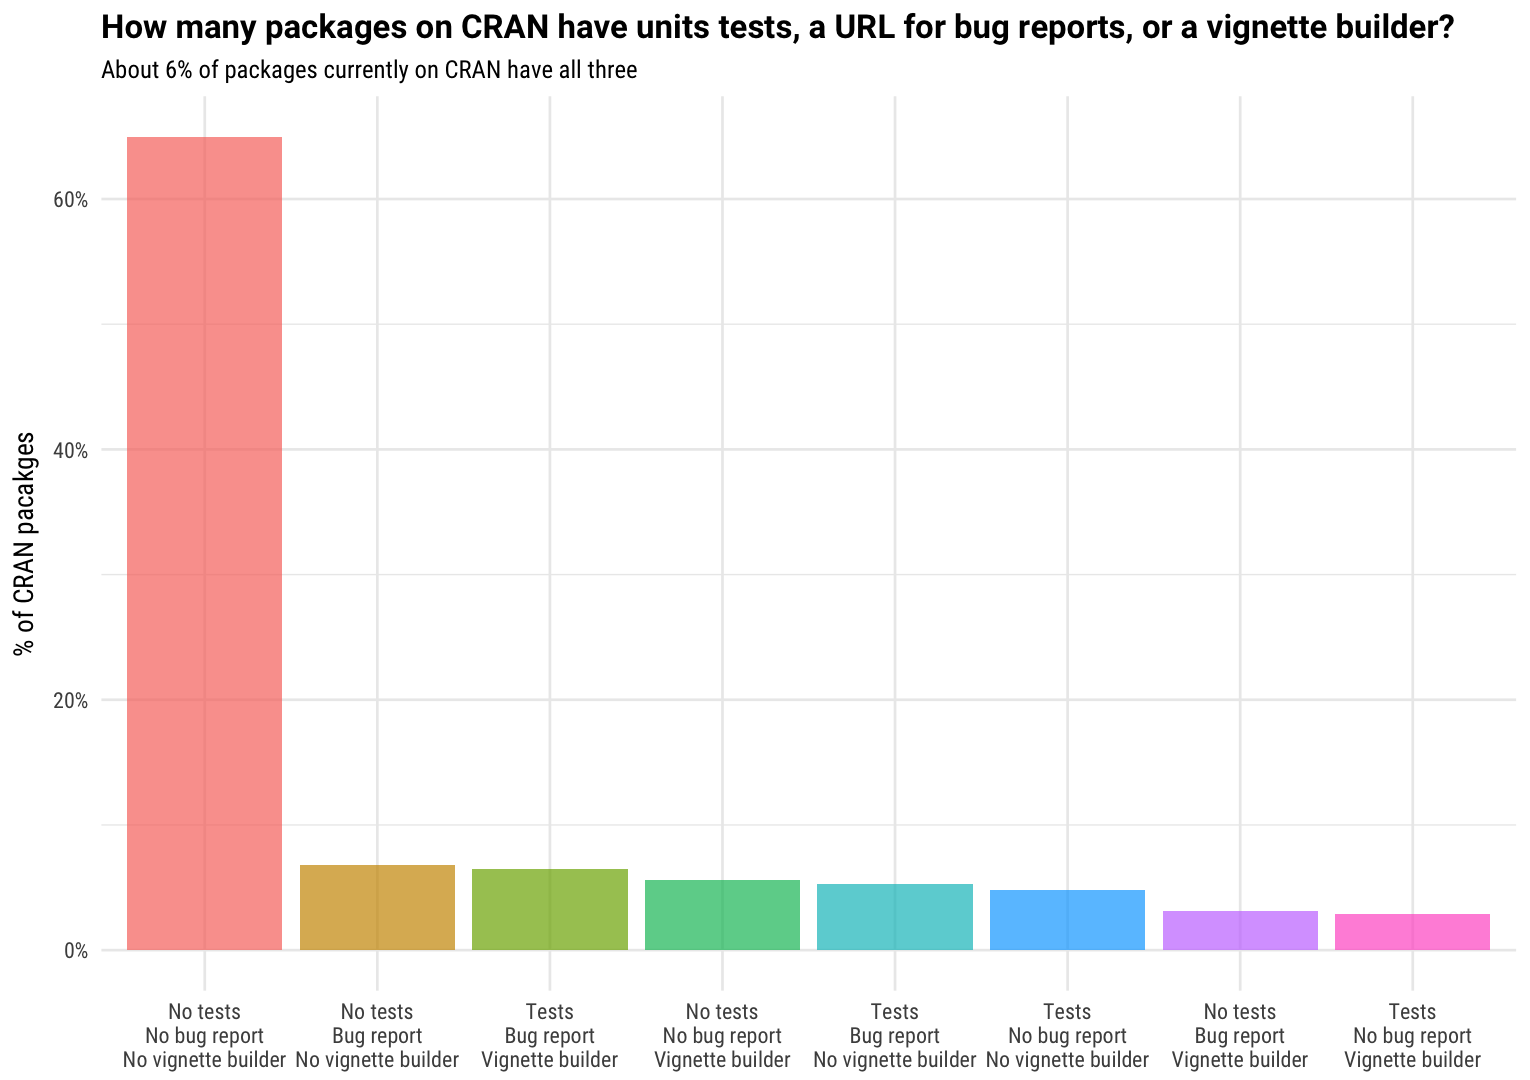 How many packages on CRAN have units tests, a URL for bug reports, or a vignette builder?
About 6% of packages currently on CRAN have all three
% of CRAN pacakges
60%
40%
20%
0%
No tests
No bug report
No vignette builder
No tests
Bug report
No vignette builder
Tests
Bug report
Vignette builder
No tests
No bug report
Vignette builder
Tests
Bug report
No vignette builder
Tests
No bug report
No vignette builder
No tests
Bug report
Vignette builder
Tests
No bug report
Vignette builder